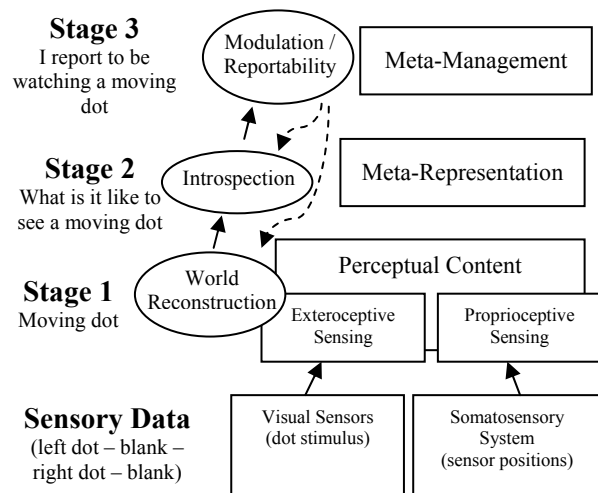 Stage 3
I report to be
watching a moving
dot
Modulation /
Reportability
Meta-Management
Stage 2
What is it like to
see a moving dot
Introspection
Meta-Representation
Stage 1
Moving dot
World
Reconstruction
Perceptual Content
Exteroceptive
Sensing
Proprioceptive
Sensing
Sensory Data
(left dot – blank –
right dot – blank)
Visual Sensors
(dot stimulus)
Somatosensory
System
(sensor positions)